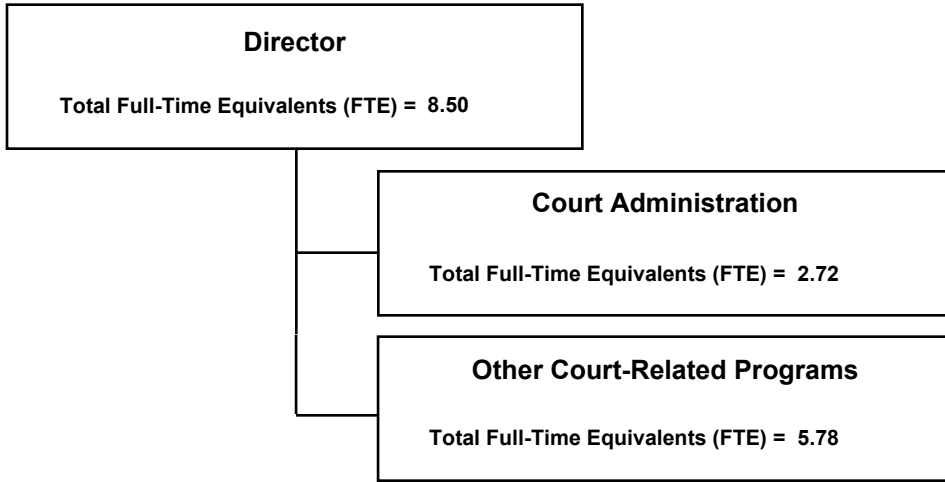 Director
Total Full-Time Equivalents (FTE) = 8.50
Court Administration
Total Full-Time Equivalents (FTE) = 2.72
Other Court-Related Programs
Total Full-Time Equivalents (FTE) = 5.78